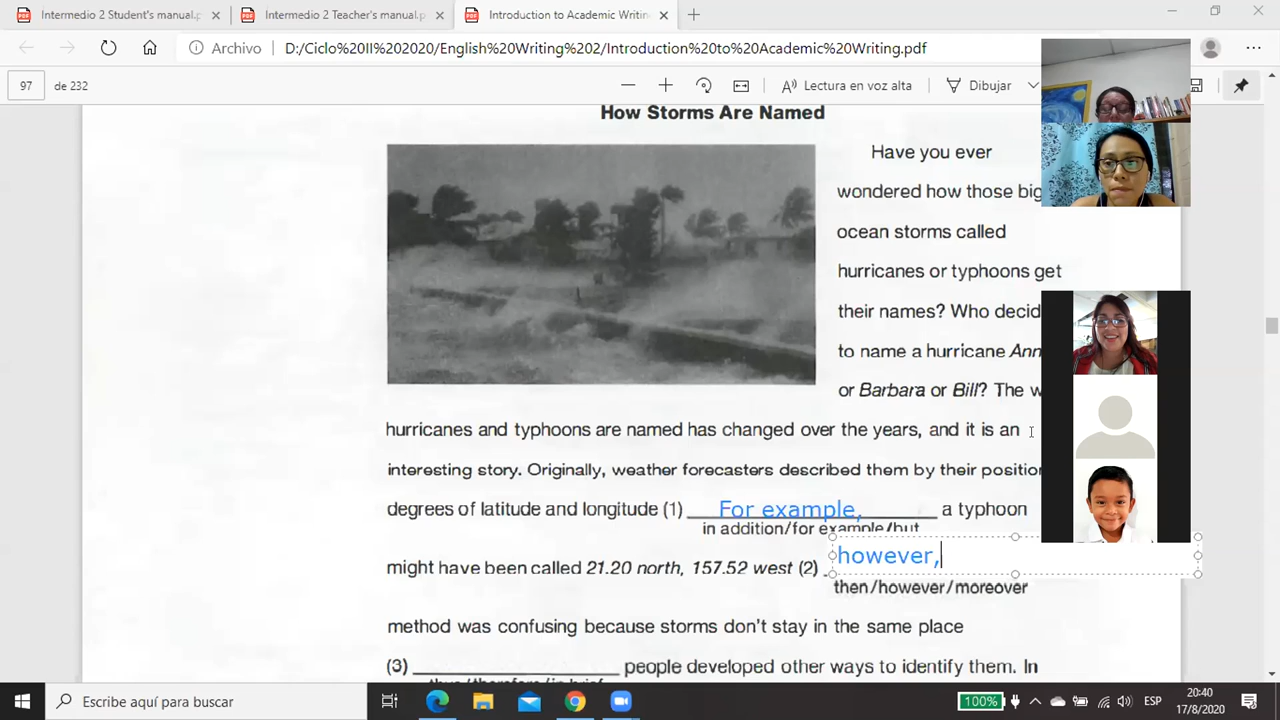 Intermedio 2 Student's manual.p
Intermedio 2 Teacher's manual.p
Introduction to Academic Writin
Archivo
D:/Ciclo%20II%202020/English%20Writing%202/Introduction%20to%20Academic%20Writing.pdf
97
de 232
Lectura en voz alta
Dibujar
How Storms Are Named
Have you ever
wondered how those big
ocean storms called
hurricanes or typhoons get
their names? Who decid
to name a hurricane Ann
or Barbara or Bill? The w
hurricanes and typhoons are named has changed over the years, and it is an
interesting story. Originally, weather forecasters described them by their position
degrees of latitude and longitude (1) For example, a typhoon
in addition/for example/but
might have been called 21.20 north, 157.52 west (2) however,
then/however/moreover
method was confusing because storms don't stay in the same place
(3) people developed other ways to identify them. In
thus/therefore/in brief
Escribe aquí para buscar
100%
ESP
20:40
17/8/2020